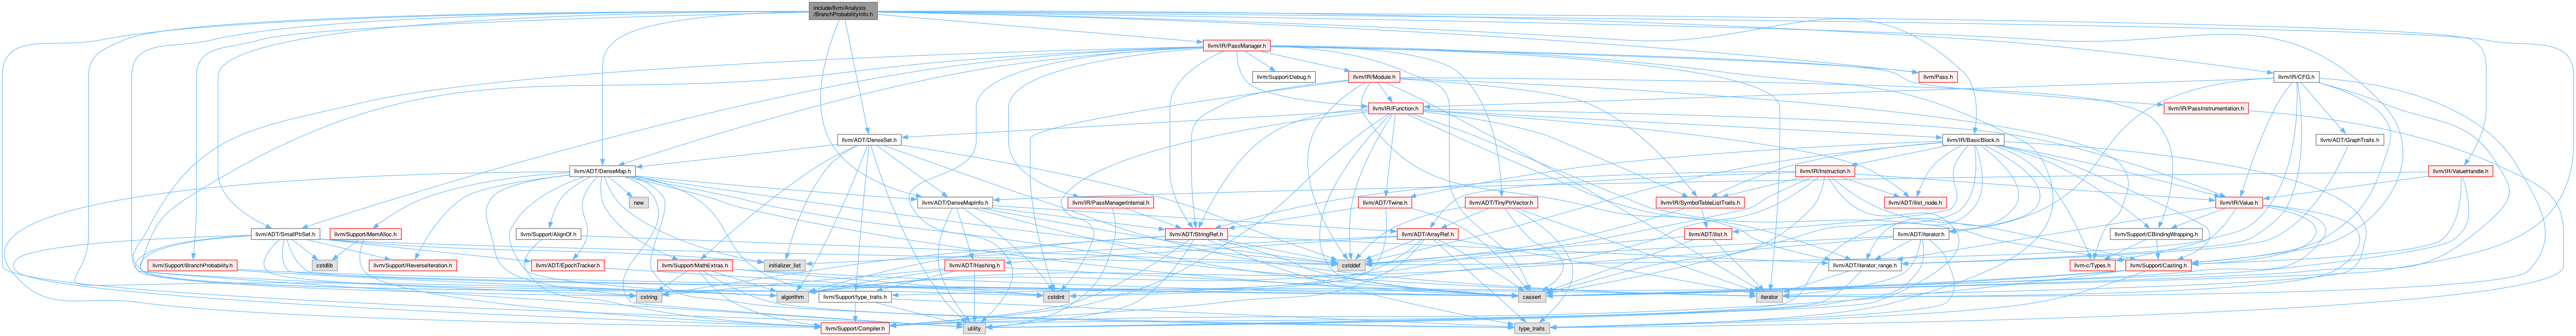 include/llvm/Analysis
/BranchProbabilityInfo.h
llvm/IR/PassManager.h
llvm/Support/Debug.h
llvm/IR/Module.h
llvm/Pass.h
llvm/IR/CFG.h
llvm/IR/Function.h
llvm/IR/PassInstrumentation.h
llvm/ADT/DenseSet.h
llvm/IR/BasicBlock.h
llvm/ADT/GraphTraits.h
llvm/ADT/DenseMap.h
llvm/IR/Instruction.h
llvm/IR/ValueHandle.h
new
llvm/ADT/DenseMapInfo.h
llvm/IR/PassManagerInternal.h
llvm/ADT/Twine.h
llvm/ADT/TinyPtrVector.h
llvm/IR/SymbolTableListTraits.h
llvm/ADT/ilist_node.h
llvm/IR/Value.h
llvm/ADT/SmallPtrSet.h
llvm/Support/MemAlloc.h
llvm/Support/AlignOf.h
llvm/ADT/StringRef.h
llvm/ADT/ArrayRef.h
llvm/ADT/ilist.h
llvm/ADT/iterator.h
llvm/Support/CBindingWrapping.h
llvm/Support/BranchProbability.h
cstdlib
llvm/Support/ReverseIteration.h
llvm/ADT/EpochTracker.h
llvm/Support/MathExtras.h
initializer_list
llvm/ADT/Hashing.h
cstddef
llvm/ADT/iterator_range.h
llvm-c/Types.h
llvm/Support/Casting.h
cstring
algorithm
llvm/Support/type_traits.h
cstdint
cassert
iterator
llvm/Support/Compiler.h
utility
type_traits